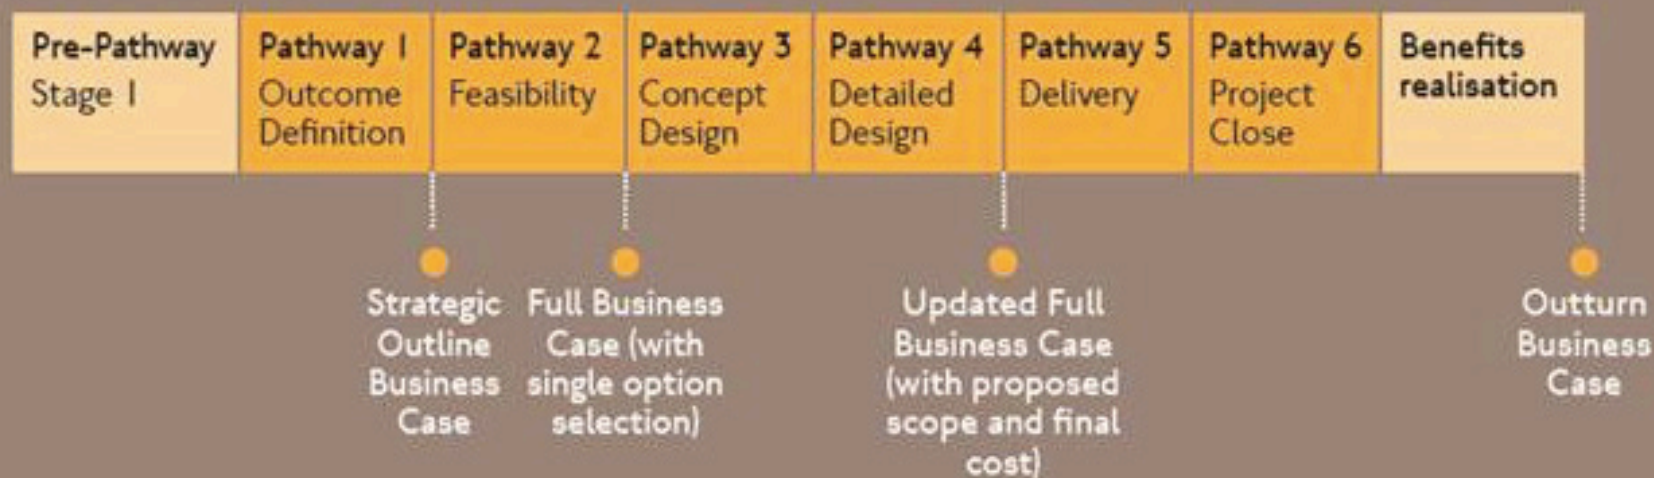 Pre-Pathway
Stage 1
Pathway 1
Outcome
Definition
Pathway 2
Feasibility
Pathway 3
Concept
Design
Pathway 4
Detailed
Design
Pathway 5
Delivery
Pathway 6
Project
Close
Benefits
realisation
Strategic
Outline
Business
Case
Full Business
Case (with
single option
selection)
Updated Full
Business Case
(with proposed
scope and final
cost)
Outturn
Business
Case